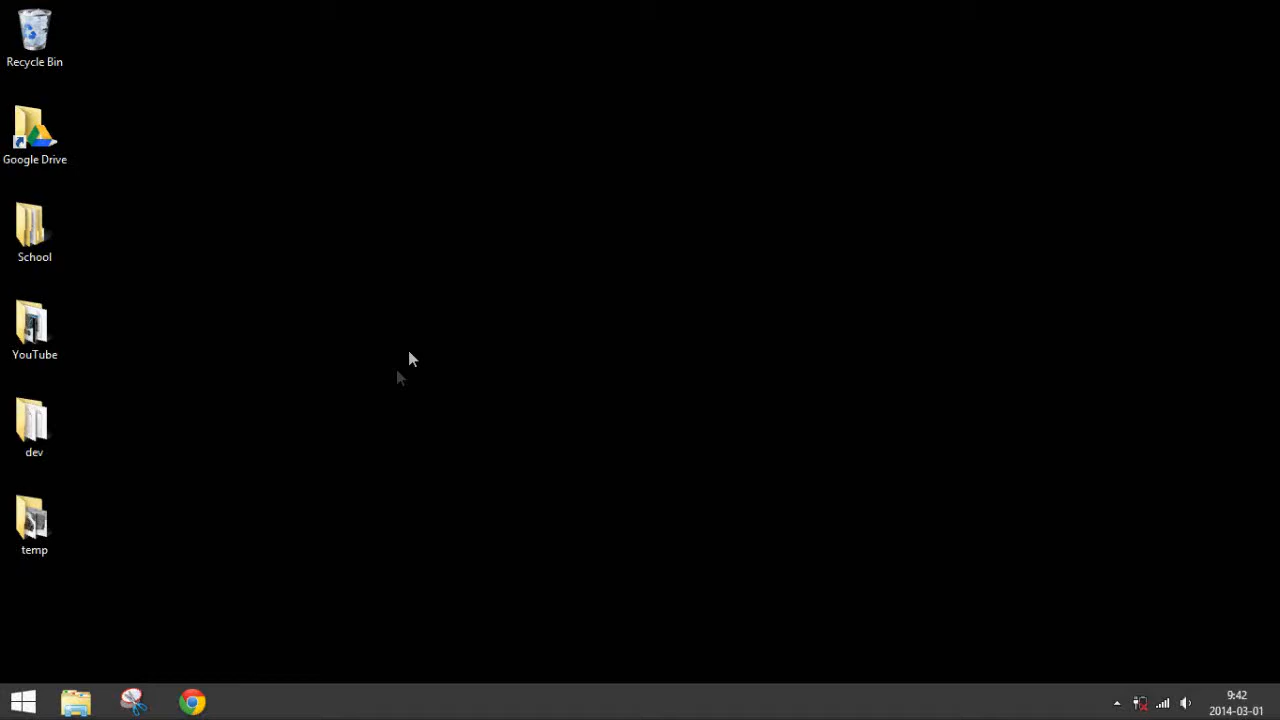 Recycle Bin
Google Drive
School
YouTube
dev
temp
9:42
2014-03-01